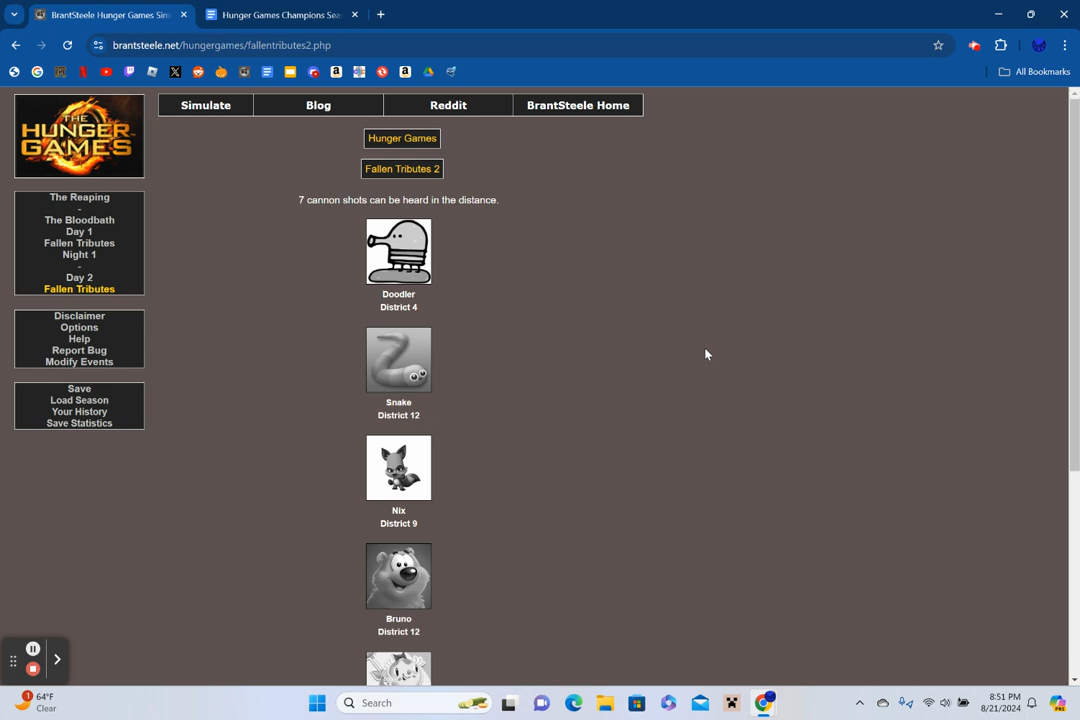 BrantSteele Hunger Games Sim
Hunger Games Champions Sea
brantsteele.net/hungergames/fallentributes2.php
All Bookmarks
THE
HUNGER
GAMES
Simulate
Blog
Reddit
BrantSteele Home
Hunger Games
Fallen Tributes 2
The Reaping
-
The Bloodbath
Day 1
Fallen Tributes
Night 1
-
Day 2
Fallen Tributes
Disclaimer
Options
Help
Report Bug
Modify Events
Save
Load Season
Your History
Save Statistics
7 cannon shots can be heard in the distance.
Doodler
District 4
Snake
District 12
Nix
District 9
Bruno
District 12
1
64°F
Clear
Search
8:51 PM
8/21/2024
PRE